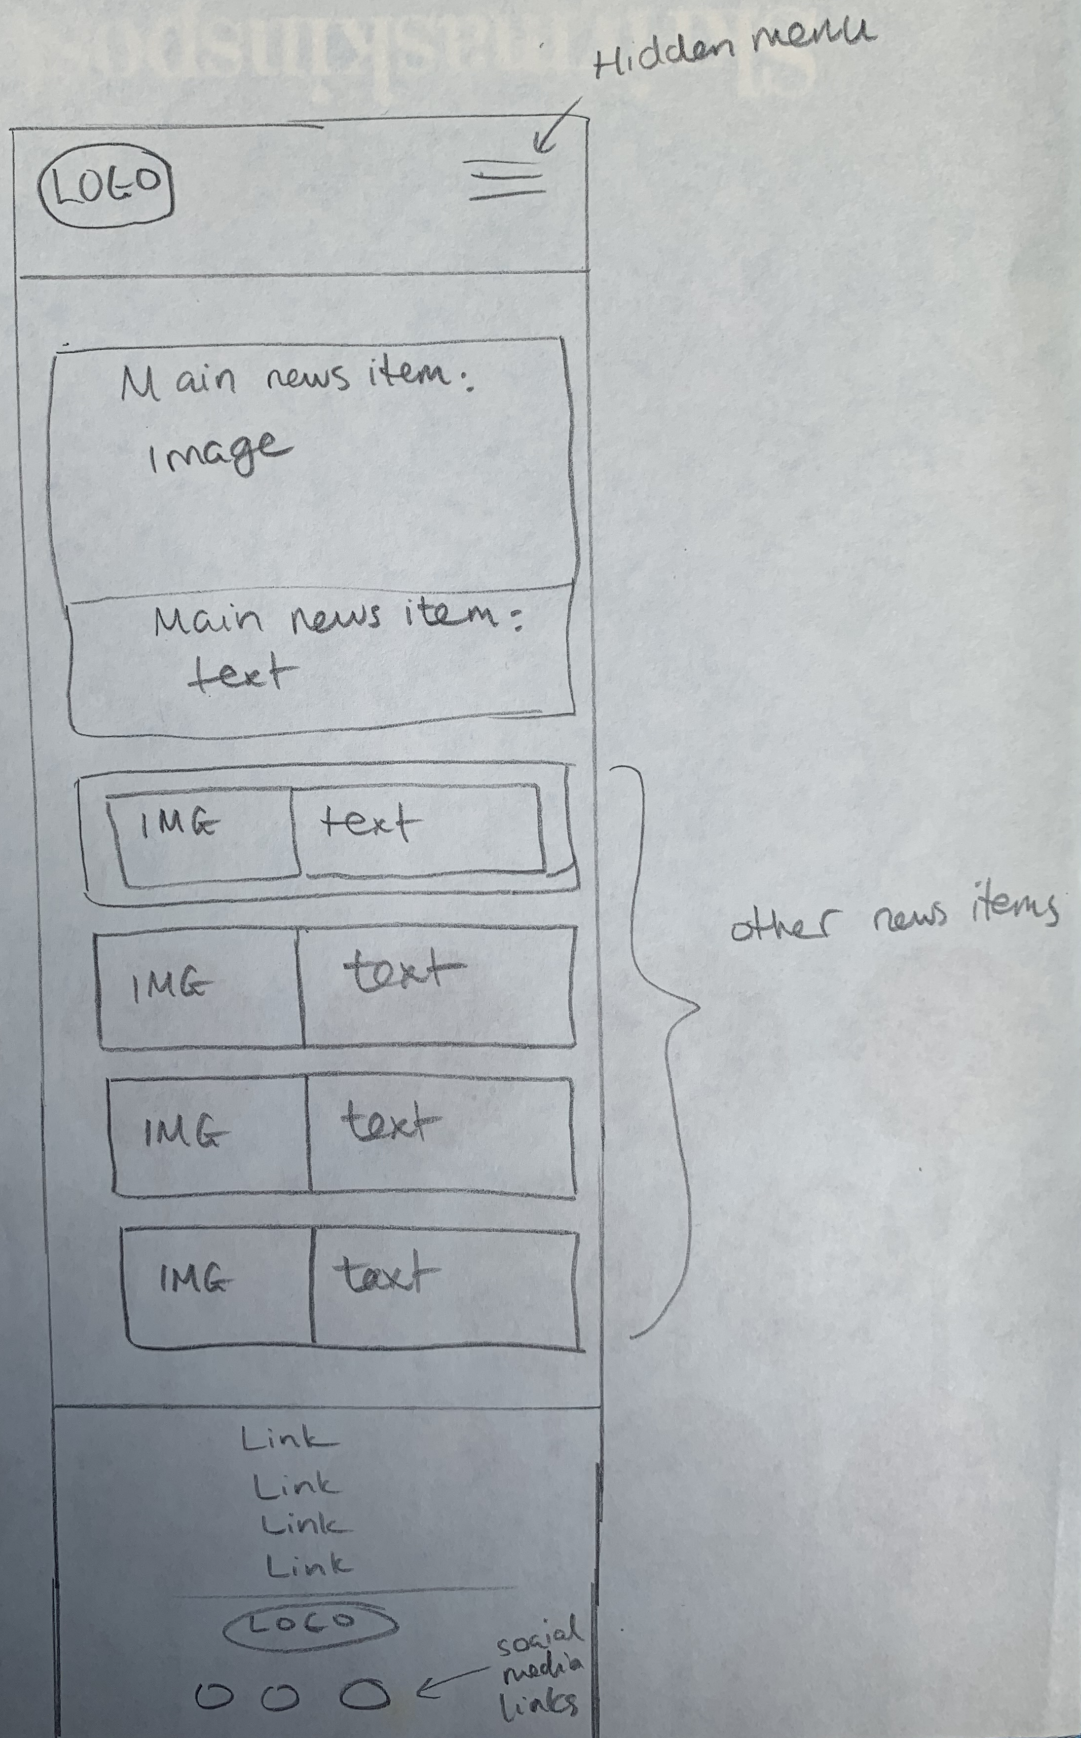 Hidden menu
LOGO
Main news item:
image
Main news item:
text
IMG text
IMG text
other news items
IMG text
IMG text
Link
Link
Link
Link
LOGO
social
media
links